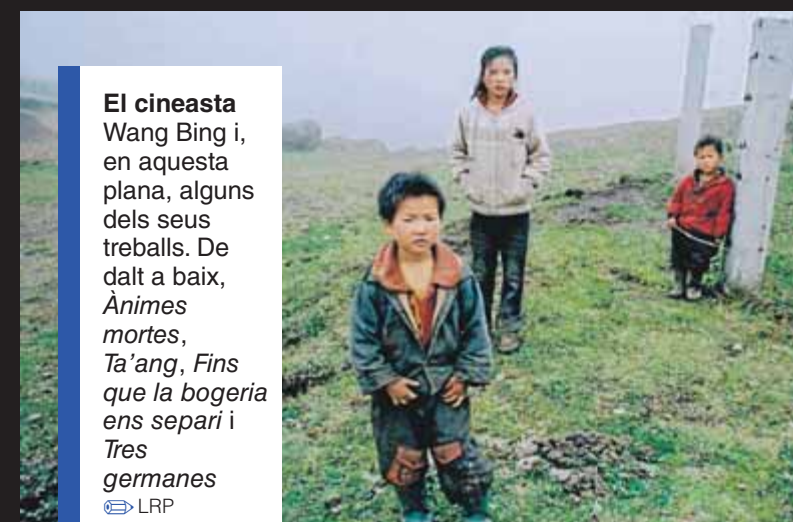 El cineasta
Wang Bing i,
en aquesta
plana, alguns
dels seus
treballs. De
dalt a baix,
Ànimes
mortes,
Ta’ang, Fins
que la bogeria
ens separi i
Tres
germanes
LRP